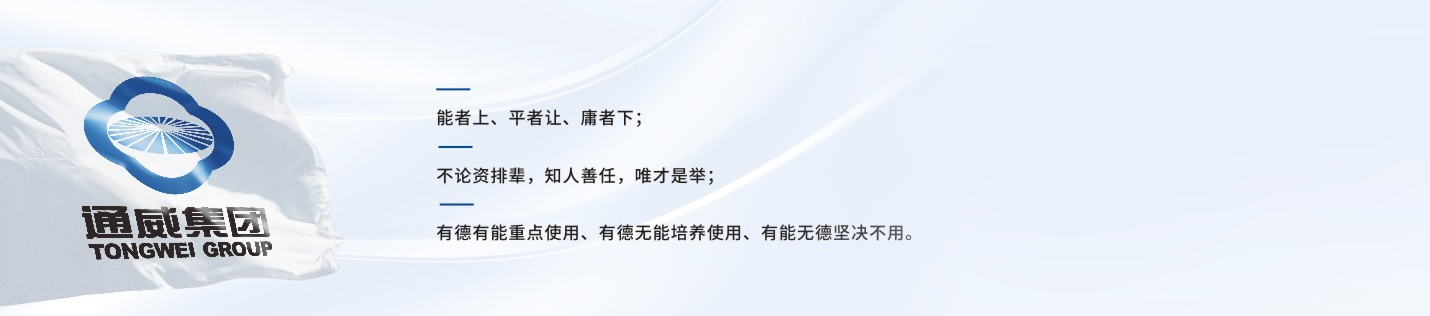 通威集团
TONGWEI GROUP
能者上、平者让、庸者下；
不论资排辈，知人善任，唯才是举；
有德有能重点使用、有德无能培养使用、有能无德坚决不用。